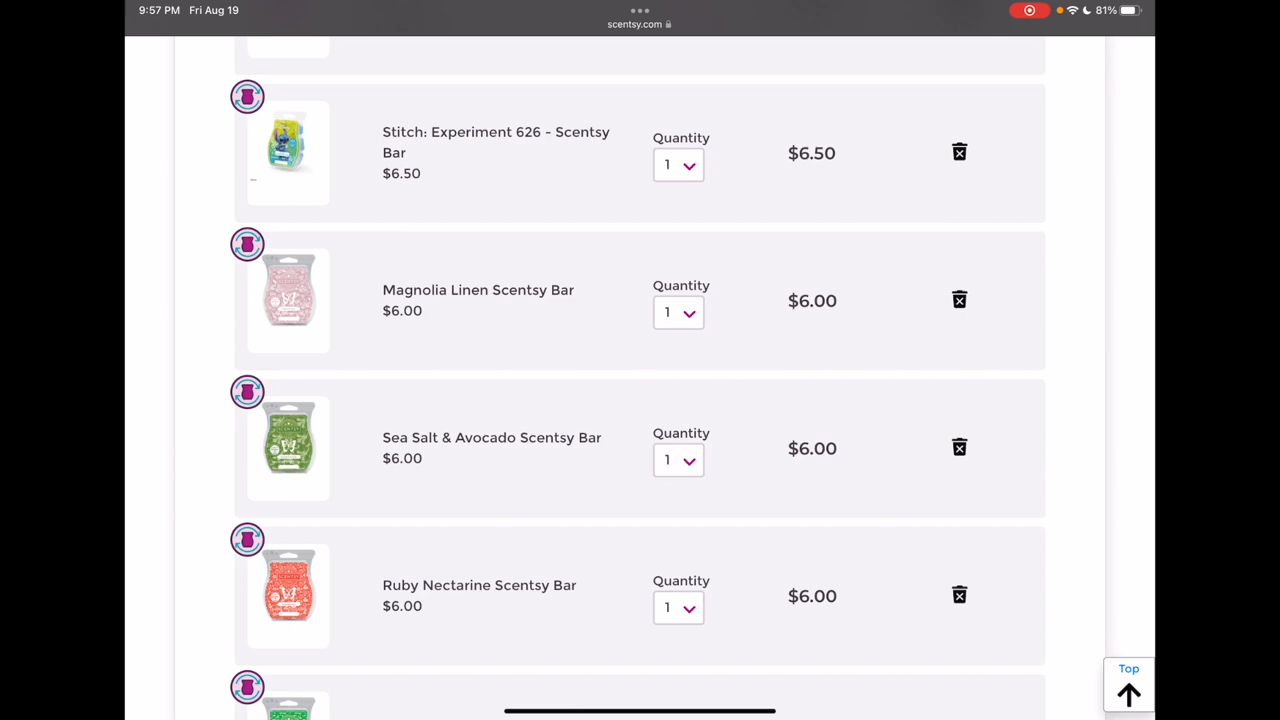 9:57 PM Fri Aug 19
scentsy.com
81%
Stitch: Experiment 626 - Scentsy
Bar
$6.50
Quantity
1
$6.50
Magnolia Linen Scentsy Bar
$6.00
Quantity
1
$6.00
Sea Salt & Avocado Scentsy Bar
$6.00
Quantity
1
$6.00
Ruby Nectarine Scentsy Bar
$6.00
Quantity
1
$6.00
Top